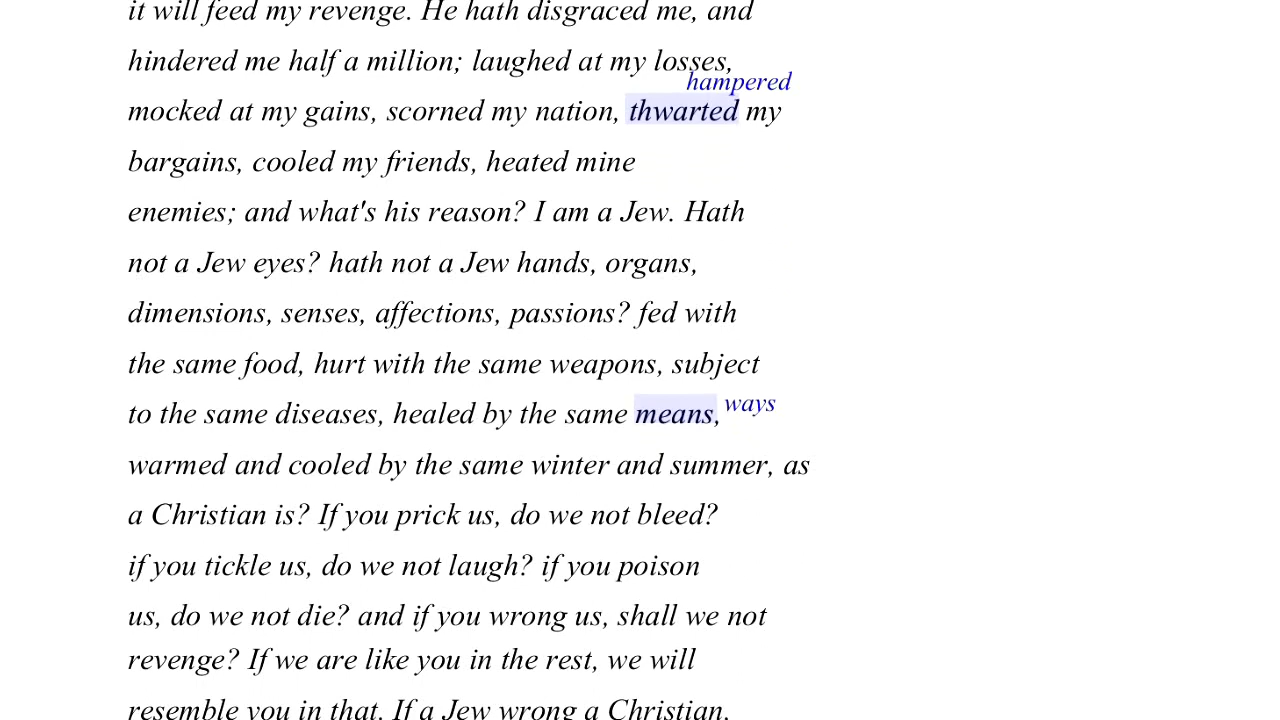 it will feed my revenge. He hath disgraced me, and
hindered me half a million; laughed at my losses,
hampered
mocked at my gains, scorned my nation, thwarted my
bargains, cooled my friends, heated mine
enemies; and what's his reason? I am a Jew. Hath
not a Jew eyes? hath not a Jew hands, organs,
dimensions, senses, affections, passions? fed with
the same food, hurt with the same weapons, subject
to the same diseases, healed by the same means, ways
warmed and cooled by the same winter and summer, as
a Christian is? If you prick us, do we not bleed?
if you tickle us, do we not laugh? if you poison
us, do we not die? and if you wrong us, shall we not
revenge? If we are like you in the rest, we will
resemble you in that. If a Jew wrong a Christian,